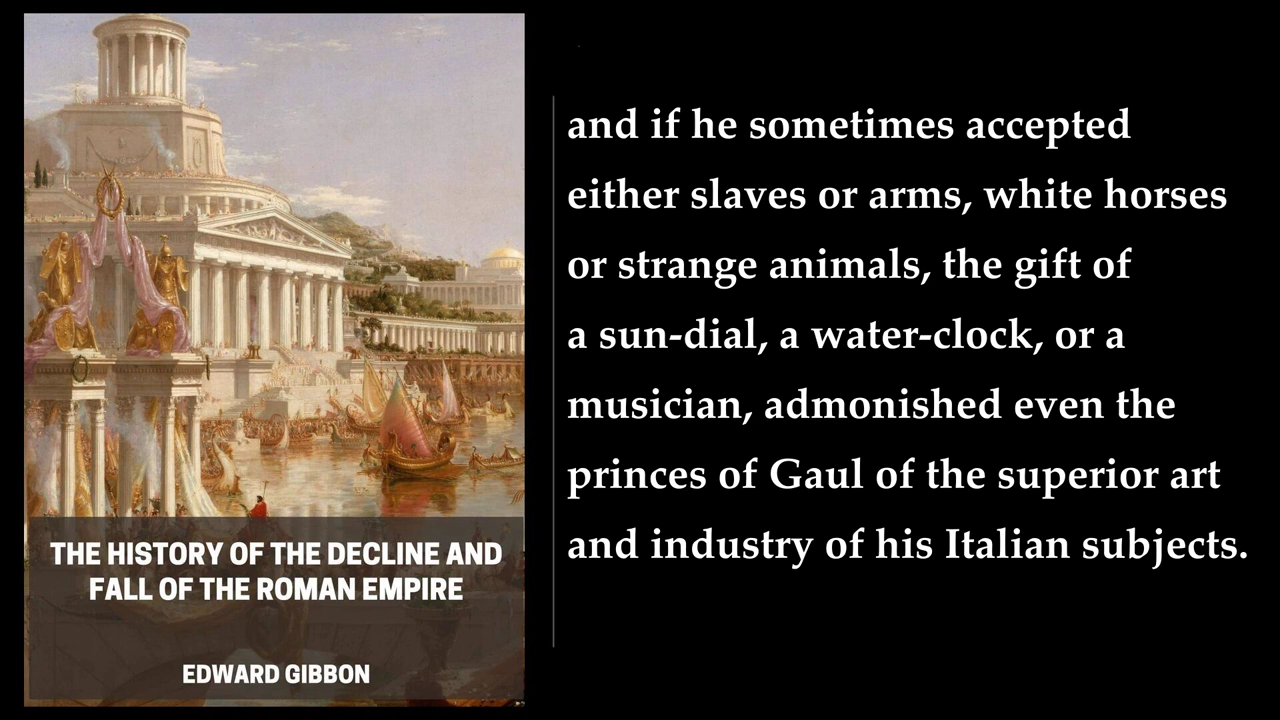 THE HISTORY OF THE DECLINE AND
FALL OF THE ROMAN EMPIRE
EDWARD GIBBON
and if he sometimes accepted
either slaves or arms, white horses
or strange animals, the gift of
a sun-dial, a water-clock, or a
musician, admonished even the
princes of Gaul of the superior art
and industry of his Italian subjects.